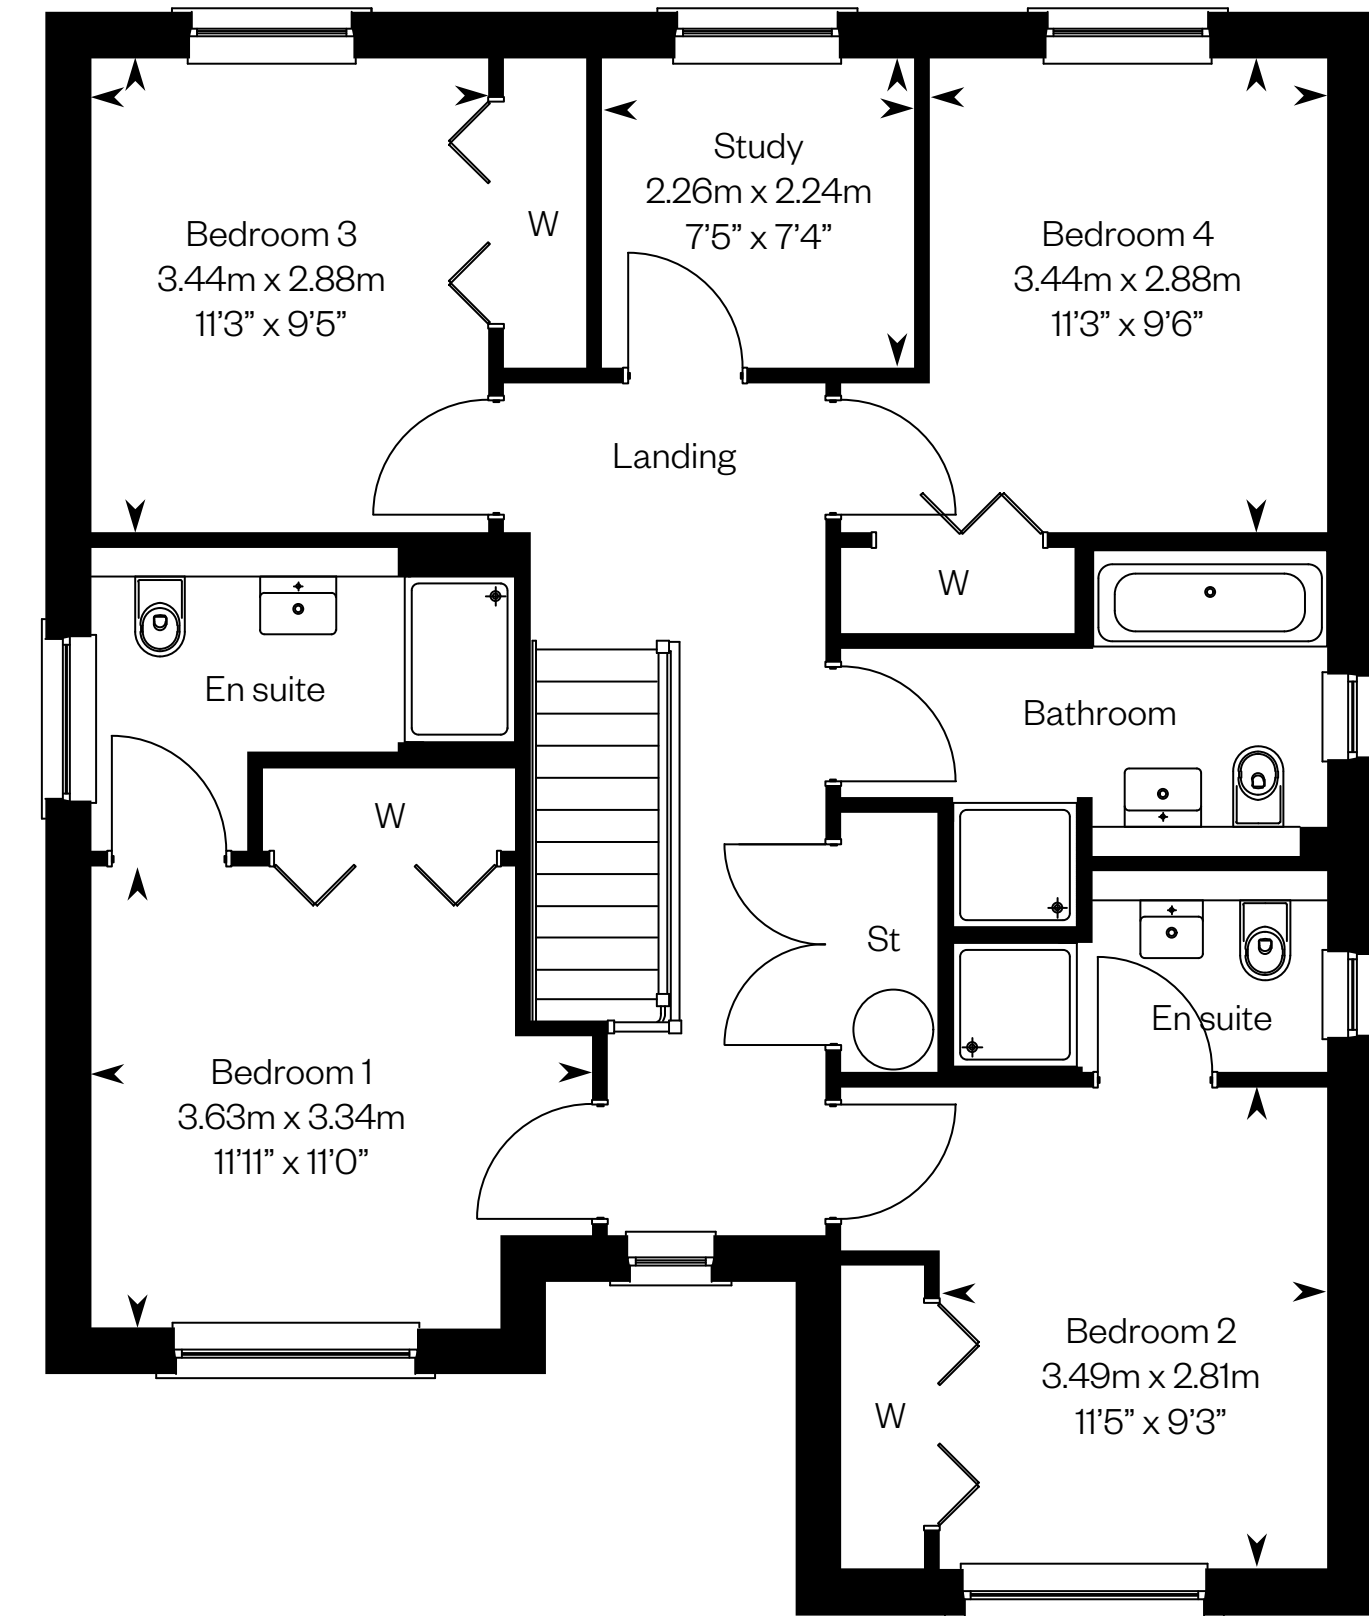 Study
2.26m x 2.24m
7’5” x 7’4”
Bedroom 3
3.44m x 2.88m
11’3” x 9’5”
W
Bedroom 4
3.44m x 2.88m
11’3” x 9’6”
Landing
W
En suite
Bathroom
W
St
En suite
Bedroom 1
3.63m x 3.34m
11’11” x 11’0”
Bedroom 2
3.49m x 2.81m
11’5” x 9’3”
W